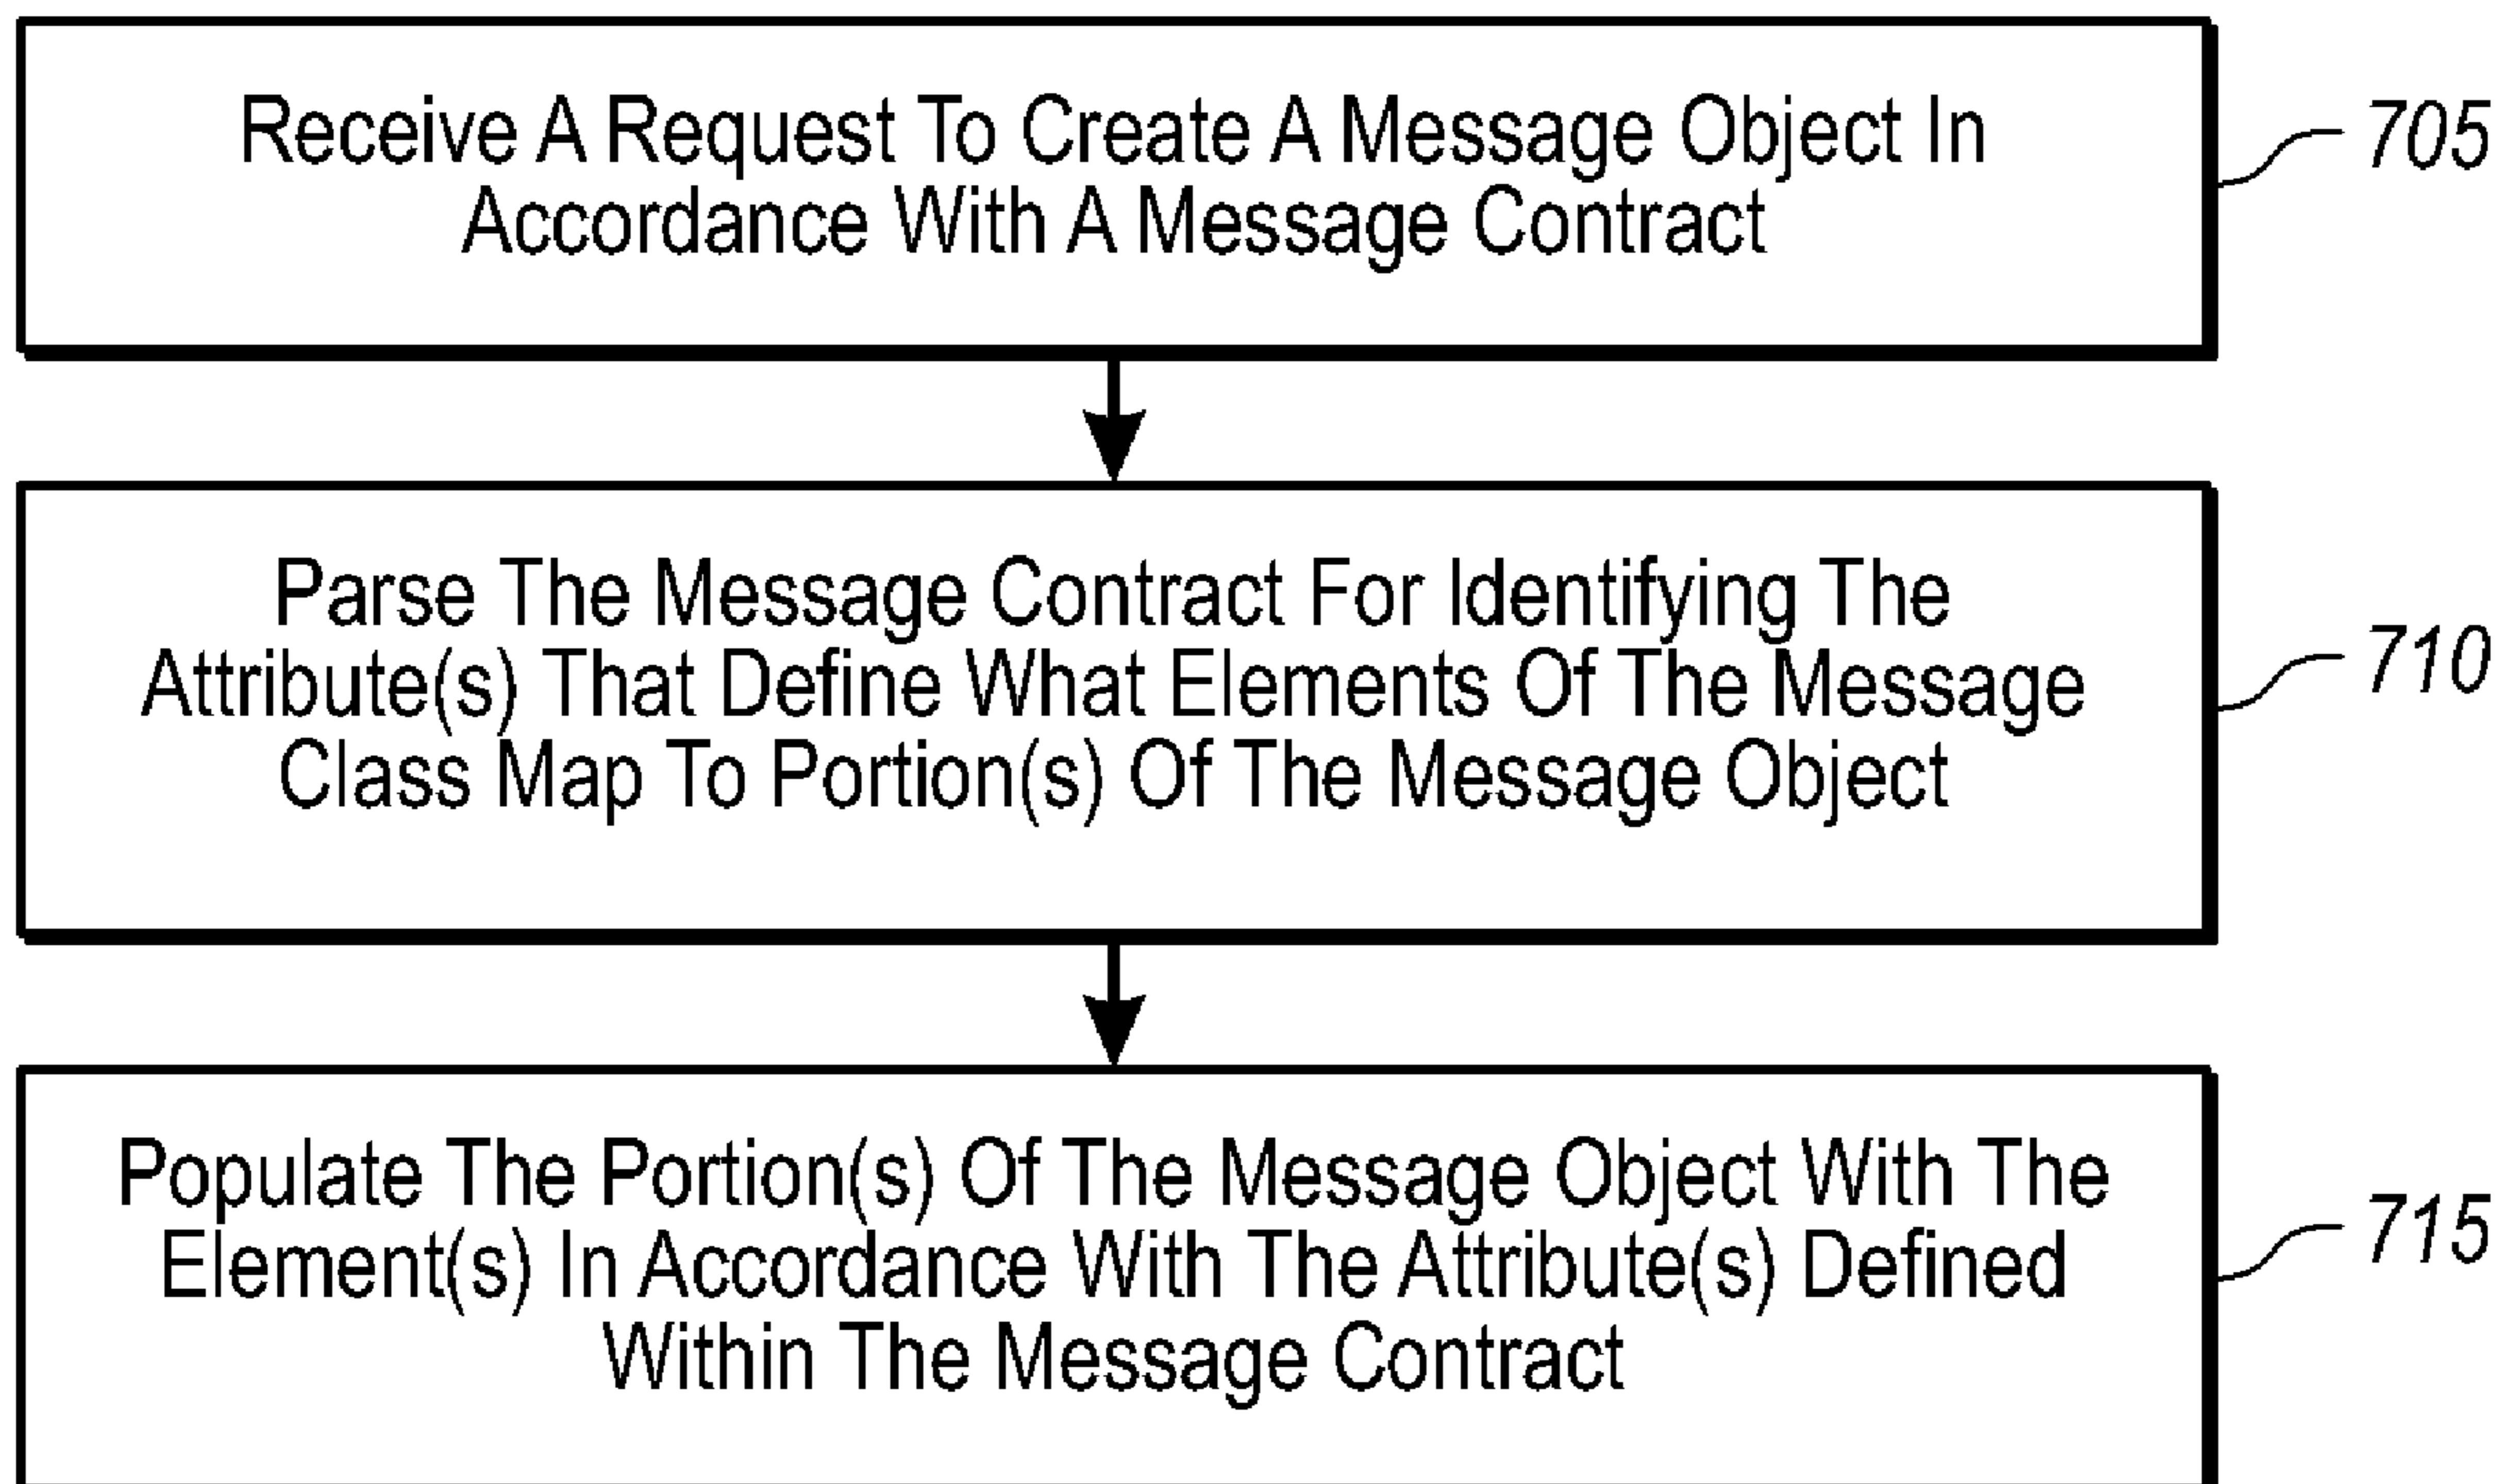 Receive A Request To Create A Message Object In
Accordance With A Message Contract
705
Parse The Message Contract For Identifying The
Attribute(s) That Define What Elements Of The Message
Class Map To Portion(s) Of The Message Object
710
Populate The Portion(s) Of The Message Object With The
Element(s) In Accordance With The Attribute(s) Defined
Within The Message Contract
715